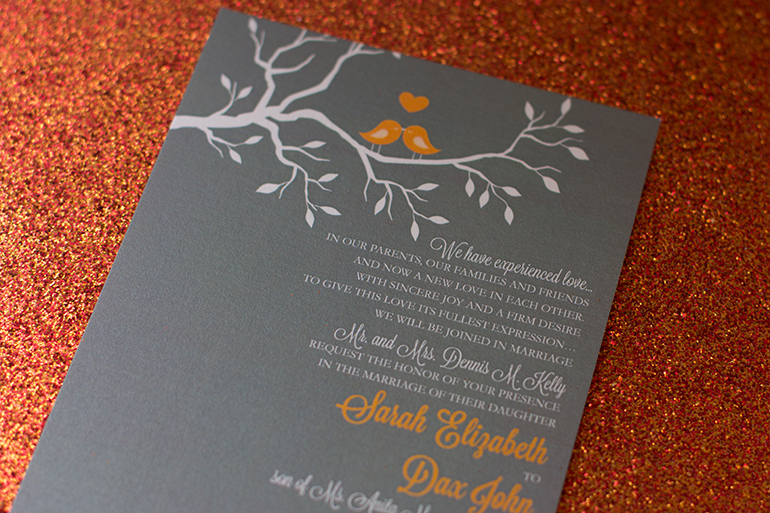 We have experienced love...
IN OUR PARENTS, OUR FAMILIES AND FRIENDS
AND NOW A NEW LOVE IN EACH OTHER.
WITH SINCERE JOY AND A FIRM DESIRE
TO GIVE THIS LOVE ITS FULLEST EXPRESSION...
WE WILL BE JOINED IN MARRIAGE
Mr. and Mrs. Dennis M Kelly
REQUEST THE HONOR OF YOUR PRESENCE
IN THE MARRIAGE OF THEIR DAUGHTER
Sarah Elizabeth
TO
Dax John
son of Ms. Anita